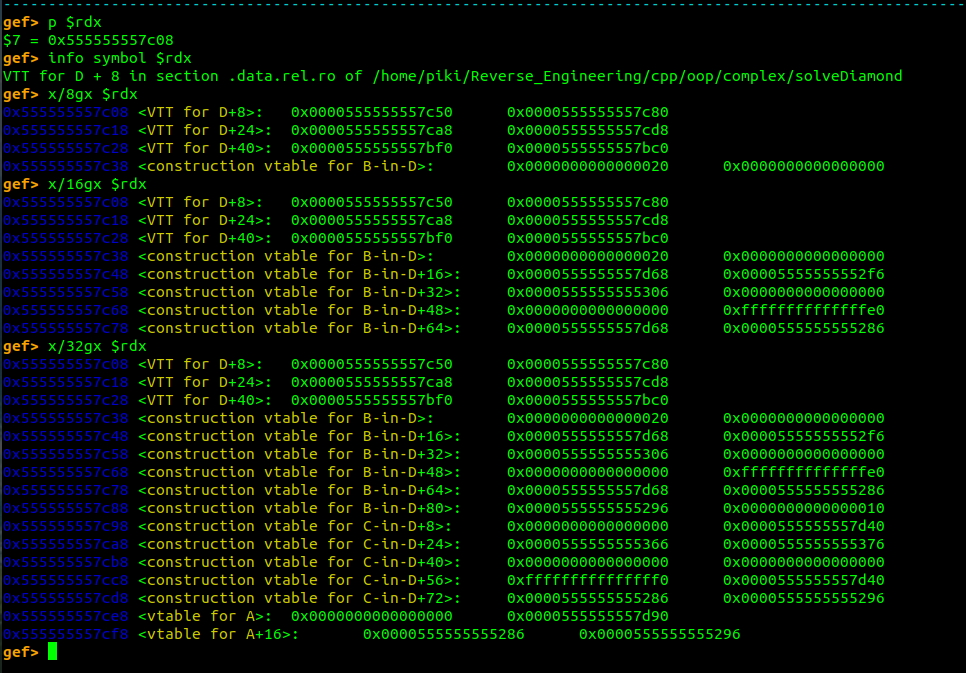 gef> p $rdx
$7 = 0x555555557c08
gef> info symbol $rdx
VTT for D + 8 in section .data.rel.ro of /home/piki/Reverse_Engineering/cpp/oop/complex/solveDiamond
gef> x/8gx $rdx
0x555555557c08 <VTT for D+8>: 0x0000555555557c50 0x0000555555557c80
0x555555557c18 <VTT for D+24>: 0x0000555555557ca8 0x0000555555557cd8
0x555555557c28 <VTT for D+40>: 0x0000555555557bf0 0x0000555555557bc0
0x555555557c38 <construction vtable for B-in-D>: 0x0000000000000020 0x0000000000000000
gef> x/16gx $rdx
0x555555557c08 <VTT for D+8>: 0x0000555555557c50 0x0000555555557c80
0x555555557c18 <VTT for D+24>: 0x0000555555557ca8 0x0000555555557cd8
0x555555557c28 <VTT for D+40>: 0x0000555555557bf0 0x0000555555557bc0
0x555555557c38 <construction vtable for B-in-D>: 0x0000000000000020 0x0000000000000000
0x555555557c48 <construction vtable for B-in-D+16>: 0x0000555555557d68 0x00005555555552f6
0x555555557c58 <construction vtable for B-in-D+32>: 0x0000555555555306 0x0000000000000000
0x555555557c68 <construction vtable for B-in-D+48>: 0x0000000000000000 0xffffffffffffffe0
0x555555557c78 <construction vtable for B-in-D+64>: 0x0000555555557d68 0x0000555555555286
gef> x/32gx $rdx
0x555555557c08 <VTT for D+8>: 0x0000555555557c50 0x0000555555557c80
0x555555557c18 <VTT for D+24>: 0x0000555555557ca8 0x0000555555557cd8
0x555555557c28 <VTT for D+40>: 0x0000555555557bf0 0x0000555555557bc0
0x555555557c38 <construction vtable for B-in-D>: 0x0000000000000020 0x0000000000000000
0x555555557c48 <construction vtable for B-in-D+16>: 0x0000555555557d68 0x00005555555552f6
0x555555557c58 <construction vtable for B-in-D+32>: 0x0000555555555306 0x0000000000000000
0x555555557c68 <construction vtable for B-in-D+48>: 0x0000000000000000 0xffffffffffffffe0
0x555555557c78 <construction vtable for B-in-D+64>: 0x0000555555557d68 0x0000555555555286
0x555555557c88 <construction vtable for B-in-D+80>: 0x0000555555555296 0x0000000000000010
0x555555557c98 <construction vtable for C-in-D+8>: 0x0000000000000000 0x0000555555557d40
0x555555557ca8 <construction vtable for C-in-D+24>: 0x0000555555555366 0x0000555555555376
0x555555557cb8 <construction vtable for C-in-D+40>: 0x0000000000000000 0x0000000000000000
0x555555557cc8 <construction vtable for C-in-D+56>: 0xfffffffffffffff0 0x0000555555557d40
0x555555557cd8 <construction vtable for C-in-D+72>: 0x0000555555555286 0x0000555555555296
0x555555557ce8 <vtable for A>: 0x0000000000000000 0x0000555555557d90
0x555555557cf8 <vtable for A+16>: 0x0000555555555286 0x0000555555555296
gef>